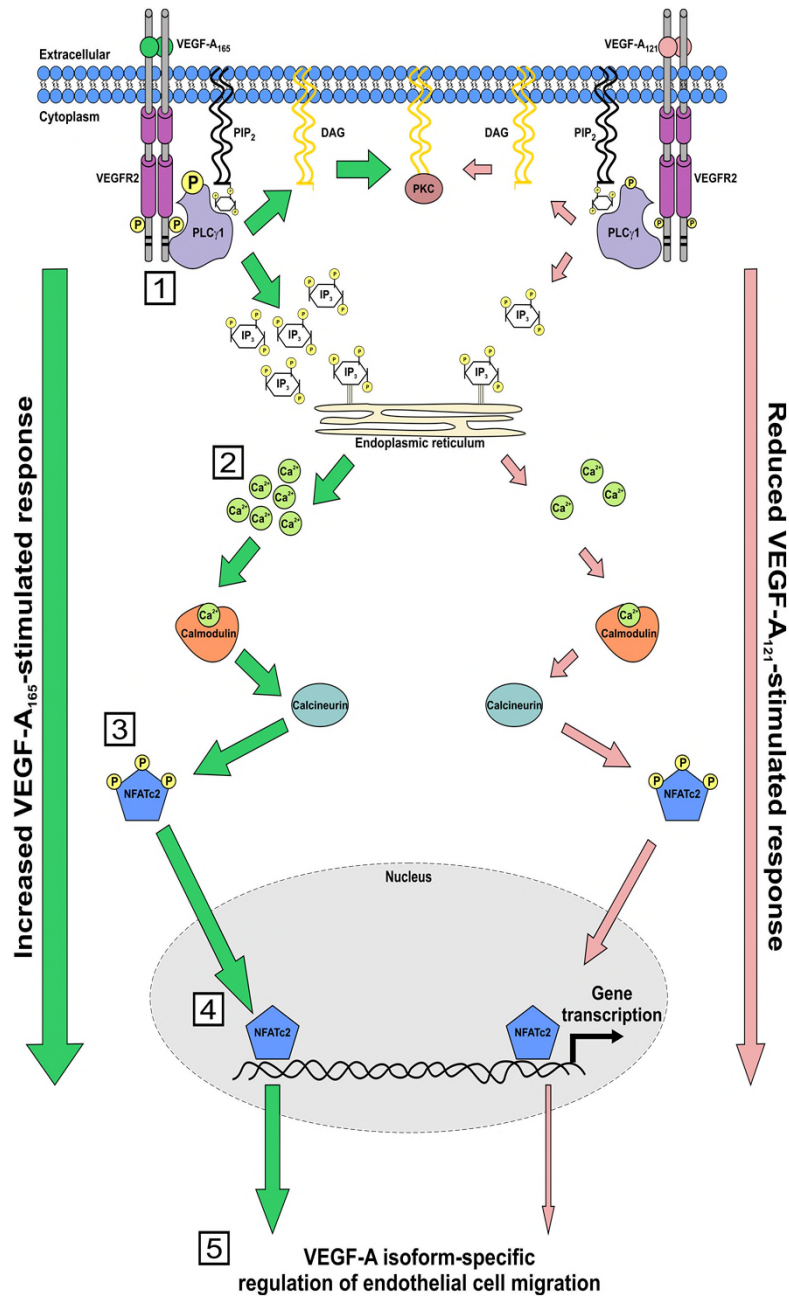 VEGF-A165
VEGF-A121
Extracellular
Cytoplasm
PIP2
DAG
DAG
PIP2
VEGFR2
VEGFR2
PKC
P
P
P
P
P
P
P
P
P
P
PLCγ1
PLCγ1
1
IP3
P
P
IP3
P
P
IP3
P
P
IP3
P
P
IP3
P
P
IP3
P
P
IP3
P
P
Endoplasmic reticulum
2
Ca2+
Ca2+
Ca2+
Ca2+
Ca2+
Ca2+
Ca2+
Ca2+
Ca2+
Ca2+
Calmodulin
Ca2+
Calmodulin
Calcineurin
Calcineurin
3
P
P
P
NFATc2
P
P
P
NFATc2
Increased VEGF-A165-stimulated response
Reduced VEGF-A121-stimulated response
Nucleus
4
NFATc2
NFATc2
Gene
transcription
5
VEGF-A isoform-specific
regulation of endothelial cell migration